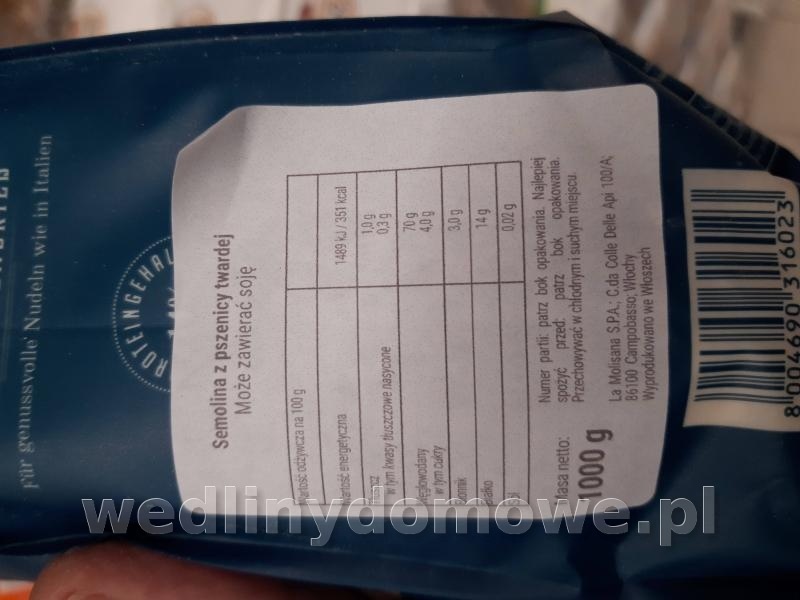 für genussvolle Nudeln wie in Italien
Semolina z pszenicy twardej
Może zawierać soję
Wartość odżywcza na 100 g
Wartość energetyczna 1489 kJ / 351 kcal
Tłuszcz 1,0 g
w tym kwasy tłuszczowe nasycone 0,3 g
Węglowodany 70 g
w tym cukry 4,0 g
Błonnik 3,0 g
Białko 14 g
Sól 0,02 g
Masa netto:
1000 g
Numer partii: patrz bok opakowania. Najlepiej
spożyć przed: patrz bok opakowania.
Przechowywać w chłodnym i suchym miejscu.
La Molisana S.P.A.; C.da Colle Delle Api 100/A;
86100 Campobasso; Włochy
Wyprodukowano we Włoszech
8 004690 316023
wedlinydomowe.pl